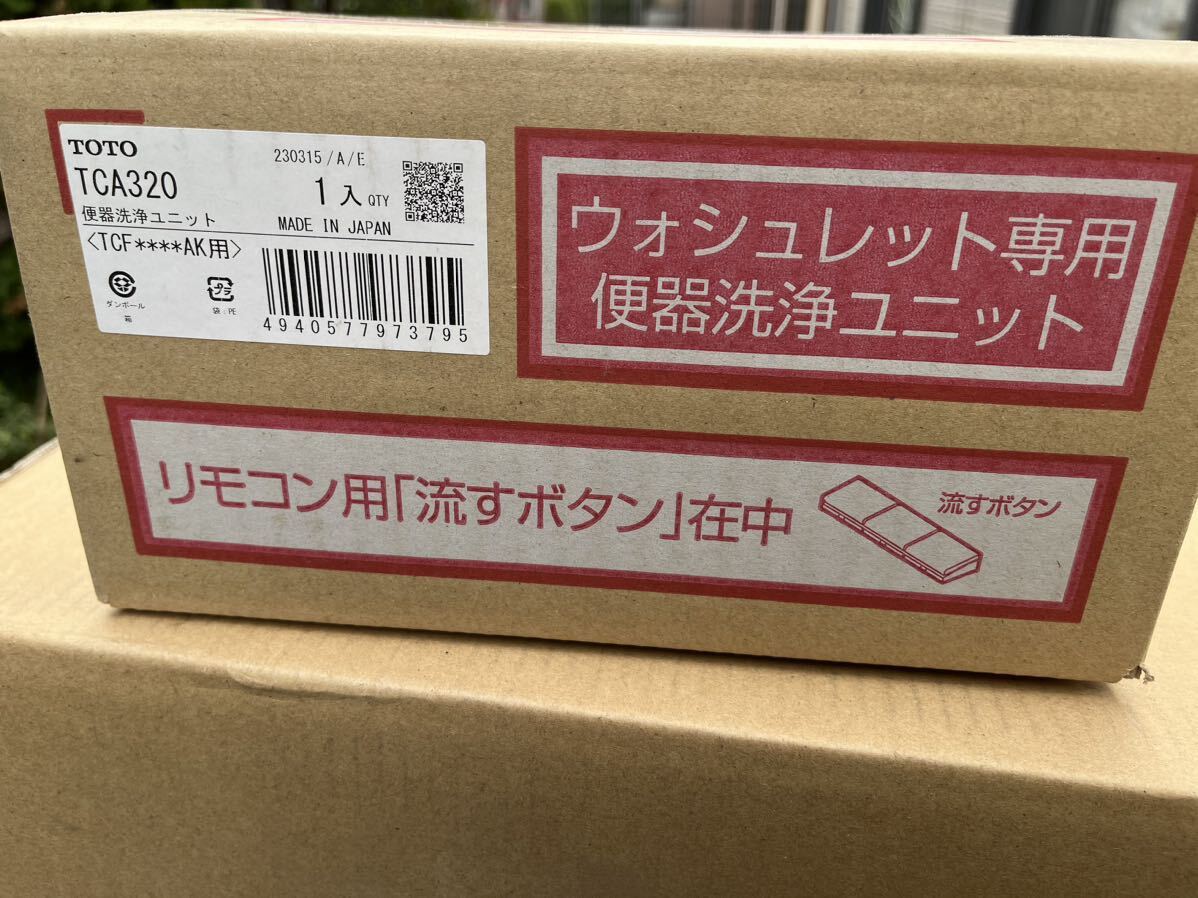 TOTO
230315/A/E
TCA320
1入 QTY
便器洗浄ユニット
MADE IN JAPAN
<TCF****AK用>
ダンボール
箱
プラ
袋:PE
4940577973795
ウォシュレット専用
便器洗浄ユニット
リモコン用「流すボタン」在中
流すボタン